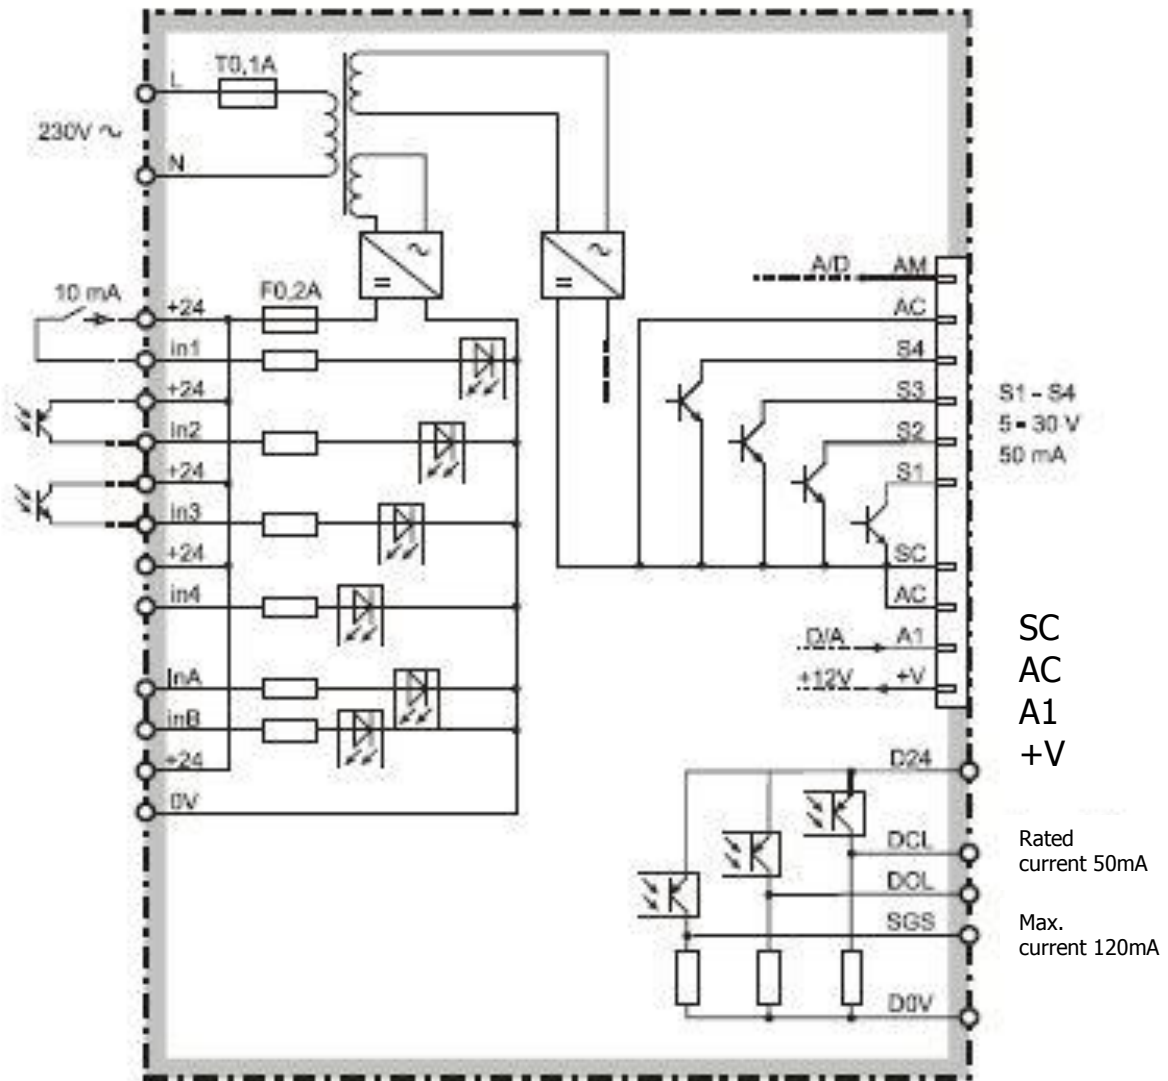 T0,1A
L
230V ~
N
~
=
~
=
A/D
AM
10 mA
+24
F0,2A
AC
in1
S4
+24
S3
S1 - S4
in2
S2
5 - 30 V
+24
S1
50 mA
in3
+24
SC
in4
AC
SC
D/A
A1
AC
InA
+12V
+V
A1
inB
+V
+24
D24
0V
DCL
Rated
current 50mA
DOL
SGS
Max.
current 120mA
D0V